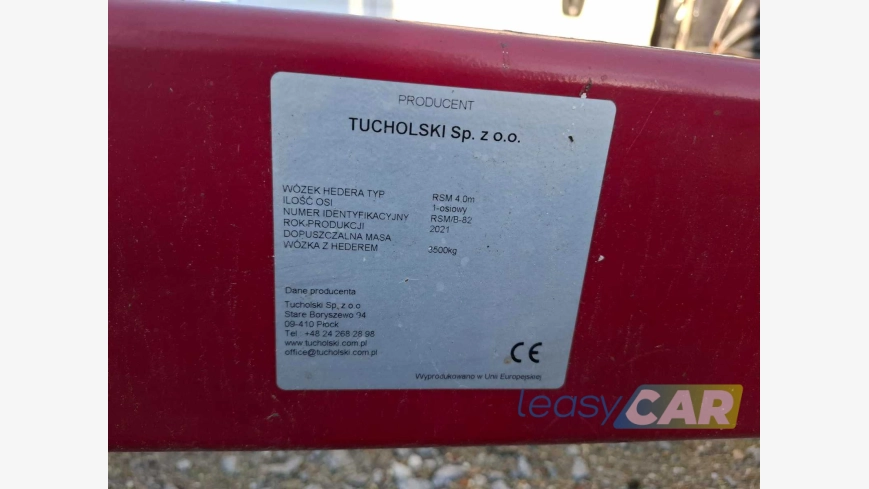 PRODUCENT
TUCHOLSKI Sp. z o.o.
WÓZEK HEDERA TYP RSM 4.0m
ILOŚĆ OSI 1-osiowy
NUMER IDENTYFIKACYJNY RSM/B-82
ROK PRODUKCJI 2021
DOPUSZCZALNA MASA
WÓZKA Z HEDEREM 3500kg
Dane producenta
Tucholski Sp. z o.o
Stare Boryszewo 94
09-410 Płock
Tel : +48 24 268 28 98
www.tucholski.com.pl
office@tucholski.com.pl
CE
Wyprodukowano w Unii Europejskiej
leasyCAR